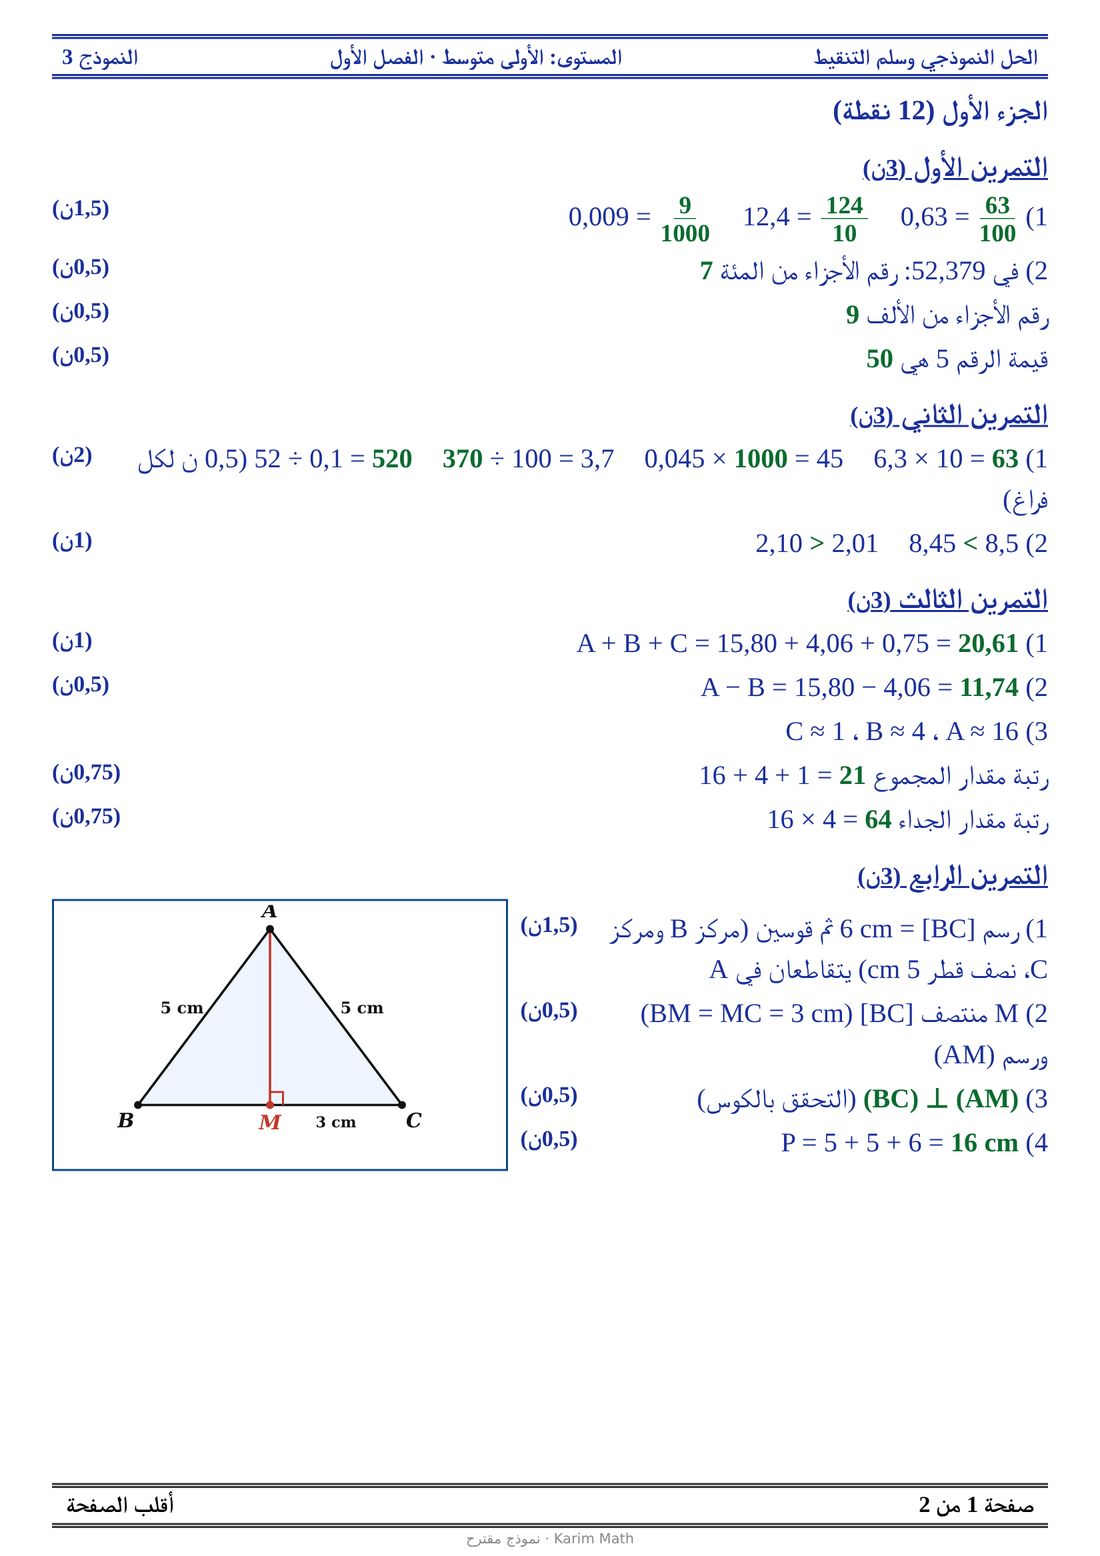 الحل النموذجي وسلم التنقيط
المستوى: الأولى متوسط · الفصل الأول
النموذج 3
الجزء الأول (12 نقطة)
التمرين الأول (3ن)
1) 0,63 = 63/100 12,4 = 124/10 0,009 = 9/1000 (1,5ن)
2) في 52,379: رقم الأجزاء من المئة 7 (0,5ن)
رقم الأجزاء من الألف 9 (0,5ن)
قيمة الرقم 5 هي 50 (0,5ن)
التمرين الثاني (3ن)
1) 6,3 × 10 = 63 0,045 × 1000 = 45 370 ÷ 100 = 3,7 52 ÷ 0,1 = 520 (0,5 ن لكل (2ن)
فراغ)
2) 8,45 < 8,5 2,10 > 2,01 (1ن)
التمرين الثالث (3ن)
1) A + B + C = 15,80 + 4,06 + 0,75 = 20,61 (1ن)
2) A − B = 15,80 − 4,06 = 11,74 (0,5ن)
3) A ≈ 16 ، B ≈ 4 ، C ≈ 1
رتبة مقدار المجموع 16 + 4 + 1 = 21 (0,75ن)
رتبة مقدار الجداء 16 × 4 = 64 (0,75ن)
التمرين الرابع (3ن)
1) رسم [BC] = 6 cm ثم قوسين (مركز B ومركز (1,5ن)
C، نصف قطر 5 cm) يتقاطعان في A
2) M منتصف [BC] (BM = MC = 3 cm) (0,5ن)
ورسم (AM)
3) (AM) ⊥ (BC) (التحقق بالكوس) (0,5ن)
4) P = 5 + 5 + 6 = 16 cm (0,5ن)
A
5 cm
5 cm
B
M
3 cm
C
صفحة 1 من 2
أقلب الصفحة
Karim Math · نموذج مقترح